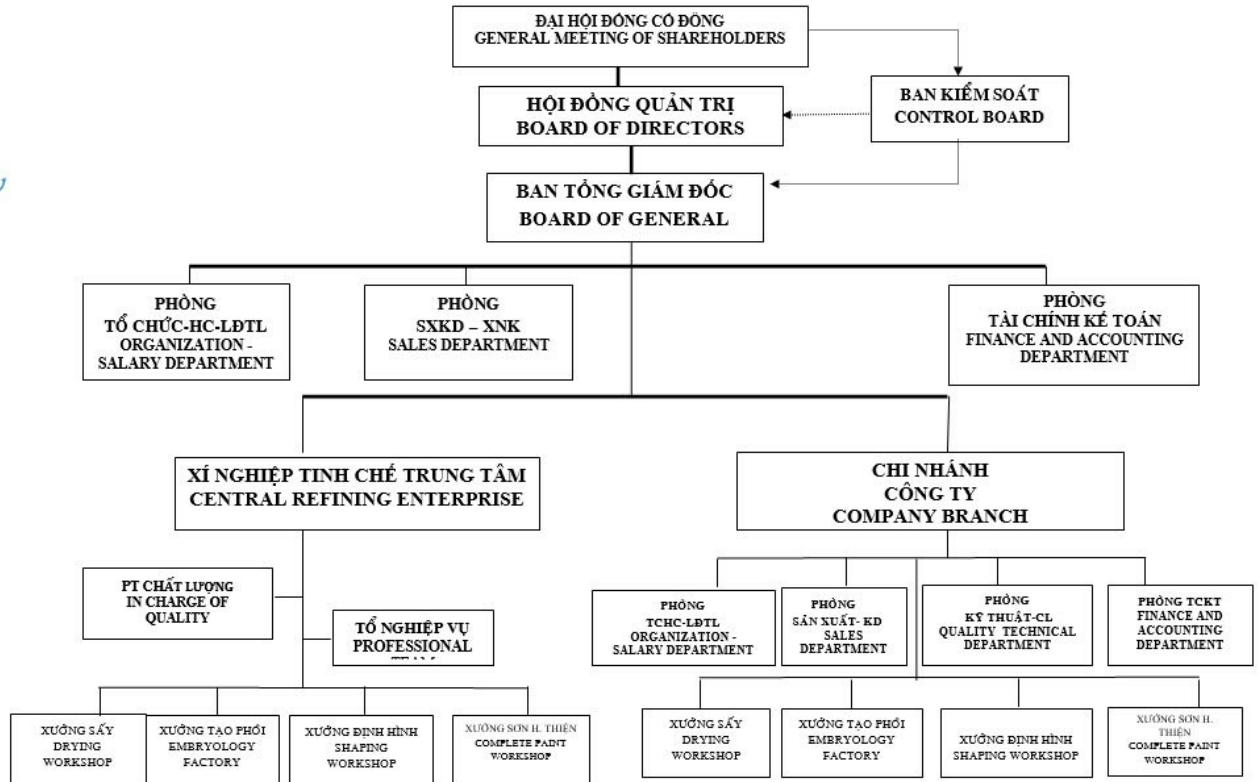 ĐẠI HỘI ĐỒNG CỔ ĐÔNG
GENERAL MEETING OF SHAREHOLDERS
HỘI ĐỒNG QUẢN TRỊ
BOARD OF DIRECTORS
BAN KIỂM SOÁT
CONTROL BOARD
BAN TỔNG GIÁM ĐỐC
BOARD OF GENERAL
PHÒNG
TỔ CHỨC-HC-LĐTL
ORGANIZATION -
SALARY DEPARTMENT
PHÒNG
SXKD – XNK
SALES DEPARTMENT
PHÒNG
TÀI CHÍNH KẾ TOÁN
FINANCE AND ACCOUNTING
DEPARTMENT
XÍ NGHIỆP TINH CHẾ TRUNG TÂM
CENTRAL REFINING ENTERPRISE
CHI NHÁNH
CÔNG TY
COMPANY BRANCH
PT CHẤT LƯỢNG
IN CHARGE OF
QUALITY
TỔ NGHIỆP VỤ
PROFESSIONAL
PHÒNG
TCHC-LĐTL
ORGANIZATION -
SALARY DEPARTMENT
PHÒNG
SẢN XUẤT- KD
SALES
DEPARTMENT
PHÒNG
KỸ THUẬT-CL
QUALITY TECHNICAL
DEPARTMENT
PHÒNG TCKT
FINANCE AND
ACCOUNTING
DEPARTMENT
XƯỞNG SẤY
DRYING
WORKSHOP
XƯỞNG TẠO PHÔI
EMBRYOLOGY
FACTORY
XƯỞNG ĐỊNH HÌNH
SHAPING
WORKSHOP
XƯỞNG SƠN H. THIỆN
COMPLETE PAINT
WORKSHOP
XƯỞNG SẤY
DRYING
WORKSHOP
XƯỞNG TẠO PHÔI
EMBRYOLOGY
FACTORY
XƯỞNG ĐỊNH HÌNH
SHAPING WORKSHOP
XƯỞNG SƠN H.
THIỆN
COMPLETE PAINT
WORKSHOP